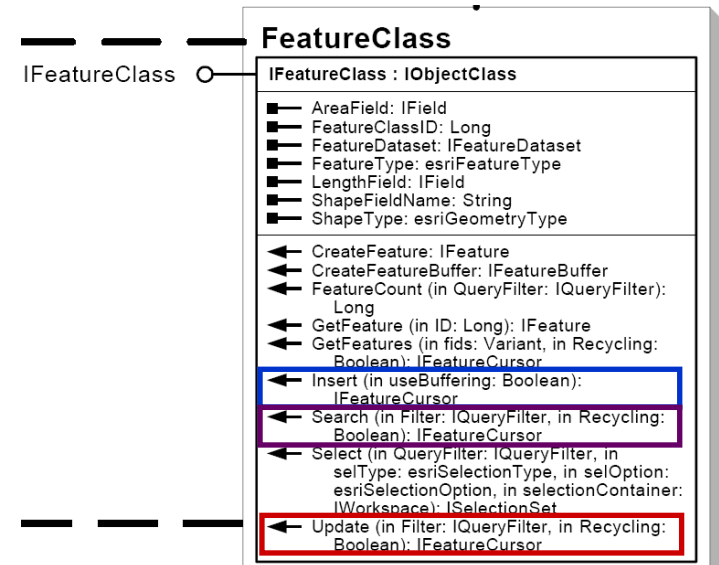 FeatureClass
IFeatureClass
IFeatureClass : IObjectClass
AreaField: IField
FeatureClassID: Long
FeatureDataset: IFeatureDataset
FeatureType: esriFeatureType
LengthField: IField
ShapeFieldName: String
ShapeType: esriGeometryType
CreateFeature: IFeature
CreateFeatureBuffer: IFeatureBuffer
FeatureCount (in QueryFilter: IQueryFilter):
Long
GetFeature (in ID: Long): IFeature
GetFeatures (in fids: Variant, in Recycling:
Boolean): IFeatureCursor
Insert (in useBuffering: Boolean):
IFeatureCursor
Search (in Filter: IQueryFilter, in Recycling:
Boolean): IFeatureCursor
Select (in QueryFilter: IQueryFilter, in
selType: esriSelectionType, in selOption:
esriSelectionOption, in selectionContainer:
IWorkspace): ISelectionSet
Update (in Filter: IQueryFilter, in Recycling:
Boolean): IFeatureCursor